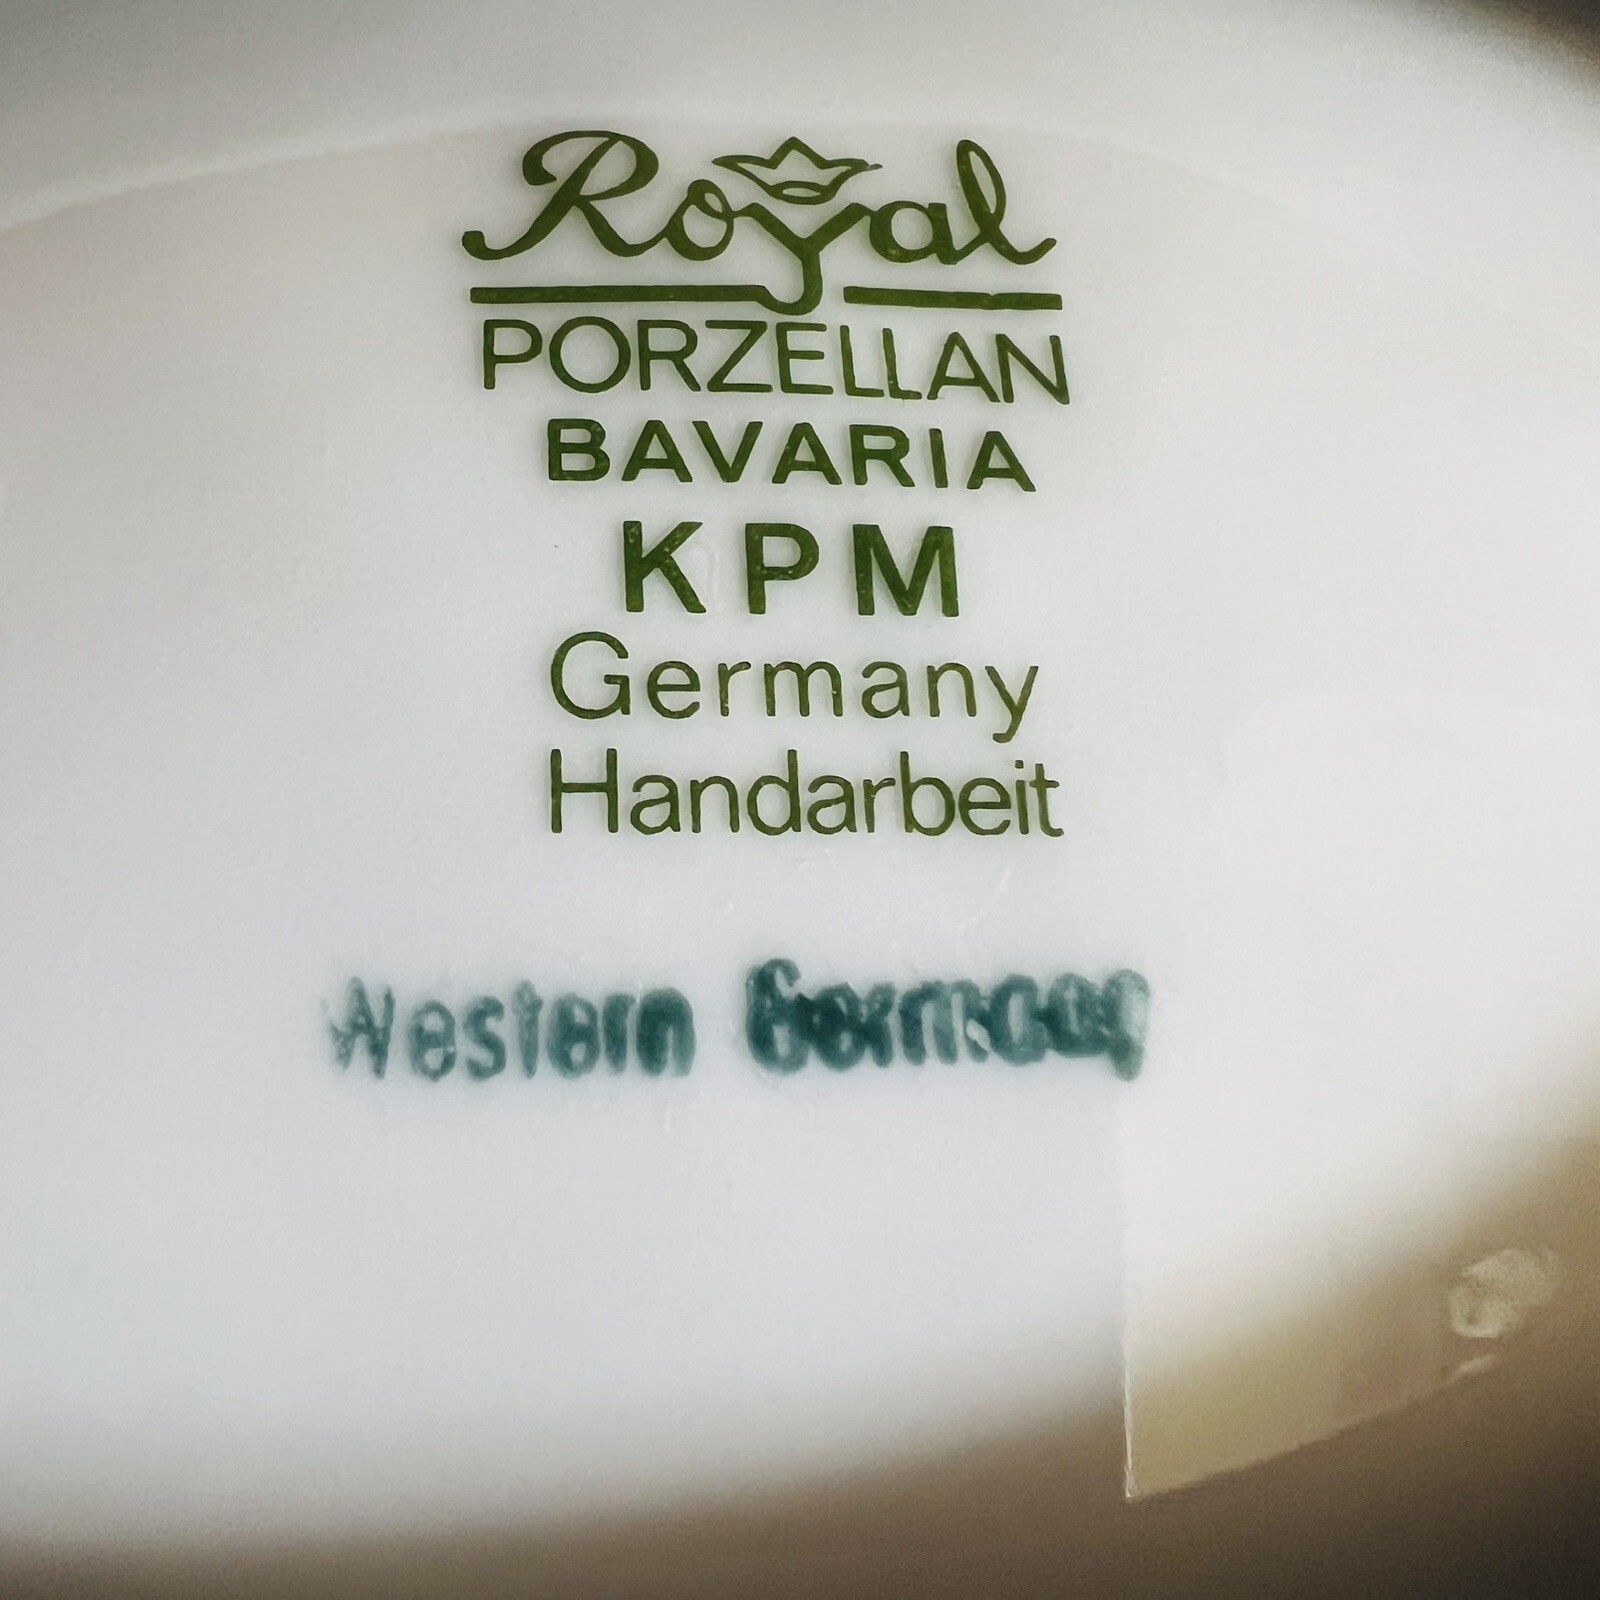 Royal
PORZELLAN
BAVARIA
KPM
Germany
Handarbeit
Western Germany